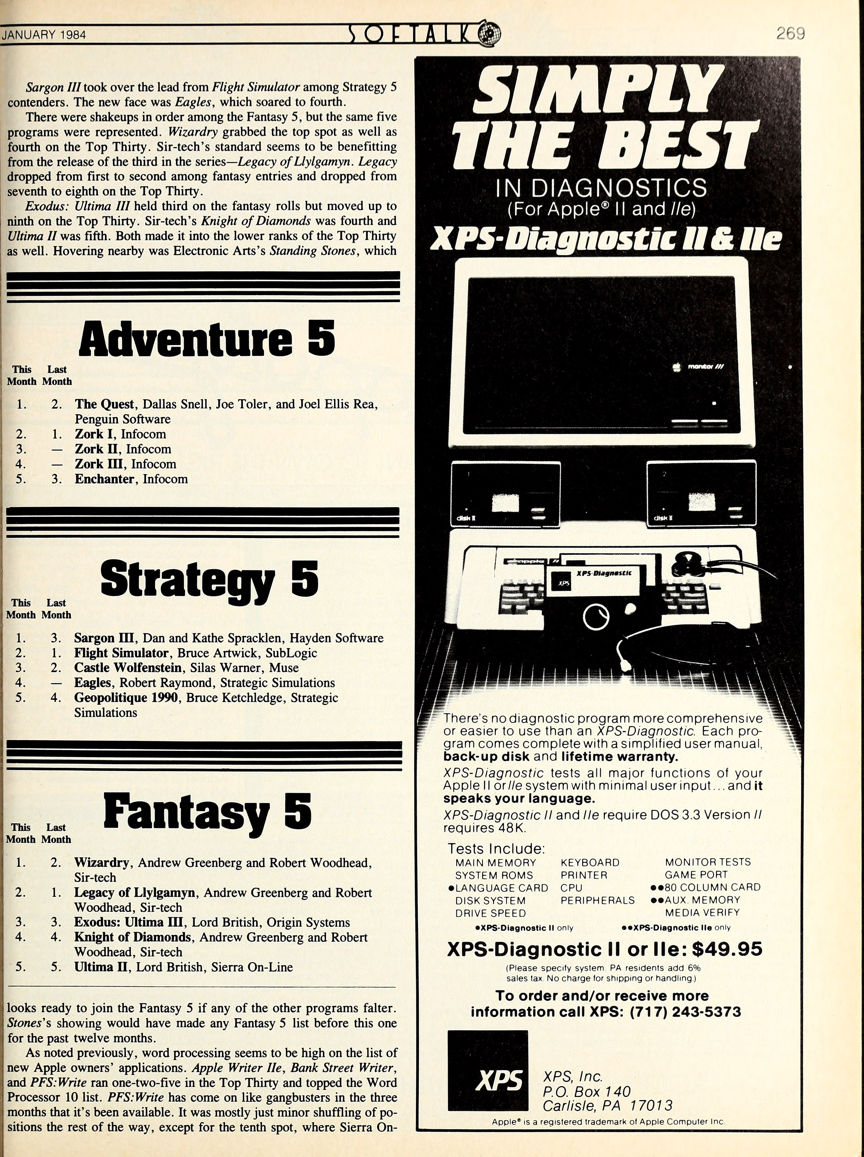 JANUARY 1984
SOFTALK
269
Sargon III took over the lead from Flight Simulator among Strategy 5
contenders. The new face was Eagles, which soared to fourth.
There were shakeups in order among the Fantasy 5, but the same five
programs were represented. Wizardry grabbed the top spot as well as
fourth on the Top Thirty. Sir-tech's standard seems to be benefitting
from the release of the third in the series—Legacy of Llylgamyn. Legacy
dropped from first to second among fantasy entries and dropped from
seventh to eighth on the Top Thirty.
Exodus: Ultima III held third on the fantasy rolls but moved up to
ninth on the Top Thirty. Sir-tech's Knight of Diamonds was fourth and
Ultima II was fifth. Both made it into the lower ranks of the Top Thirty
as well. Hovering nearby was Electronic Arts's Standing Stones, which
Adventure 5
This Last
Month Month
1. 2. The Quest, Dallas Snell, Joe Toler, and Joel Ellis Rea,
Penguin Software
2. 1. Zork I, Infocom
3. — Zork II, Infocom
4. — Zork III, Infocom
5. 3. Enchanter, Infocom
Strategy 5
This Last
Month Month
1. 3. Sargon III, Dan and Kathe Spracklen, Hayden Software
2. 1. Flight Simulator, Bruce Artwick, SubLogic
3. 2. Castle Wolfenstein, Silas Warner, Muse
4. — Eagles, Robert Raymond, Strategic Simulations
5. 4. Geopolitique 1990, Bruce Ketchledge, Strategic
Simulations
Fantasy 5
This Last
Month Month
1. 2. Wizardry, Andrew Greenberg and Robert Woodhead,
Sir-tech
2. 1. Legacy of Llylgamyn, Andrew Greenberg and Robert
Woodhead, Sir-tech
3. 3. Exodus: Ultima III, Lord British, Origin Systems
4. 4. Knight of Diamonds, Andrew Greenberg and Robert
Woodhead, Sir-tech
5. 5. Ultima II, Lord British, Sierra On-Line
looks ready to join the Fantasy 5 if any of the other programs falter.
Stones's showing would have made any Fantasy 5 list before this one
for the past twelve months.
As noted previously, word processing seems to be high on the list of
new Apple owners' applications. Apple Writer IIe, Bank Street Writer,
and PFS:Write ran one-two-five in the Top Thirty and topped the Word
Processor 10 list. PFS:Write has come on like gangbusters in the three
months that it's been available. It was mostly just minor shuffling of po-
sitions the rest of the way, except for the tenth spot, where Sierra On-
SIMPLY
THE BEST
IN DIAGNOSTICS
(For Apple® II and IIe)
XPS-Diagnostic II & IIe
monitor ///
1
disk II
2
disk II
XPS-Diagnostic
XPS
There's no diagnostic program more comprehensive
or easier to use than an XPS-Diagnostic. Each pro-
gram comes complete with a simplified user manual,
back-up disk and lifetime warranty.
XPS-Diagnostic tests all major functions of your
Apple II or IIe system with minimal user input...and it
speaks your language.
XPS-Diagnostic II and IIe require DOS 3.3 Version II
requires 48K.
Tests Include:
MAIN MEMORY KEYBOARD MONITOR TESTS
SYSTEM ROMS PRINTER GAME PORT
●LANGUAGE CARD CPU ●●80 COLUMN CARD
DISK SYSTEM PERIPHERALS ●●AUX. MEMORY
DRIVE SPEED MEDIA VERIFY
●XPS-Diagnostic II only ●●XPS-Diagnostic IIe only
XPS-Diagnostic II or IIe: $49.95
(Please specify system. PA residents add 6%
sales tax. No charge for shipping or handling.)
To order and/or receive more
information call XPS: (717) 243-5373
XPS
XPS, Inc.
P.O. Box 140
Carlisle, PA 17013
Apple® is a registered trademark of Apple Computer Inc.